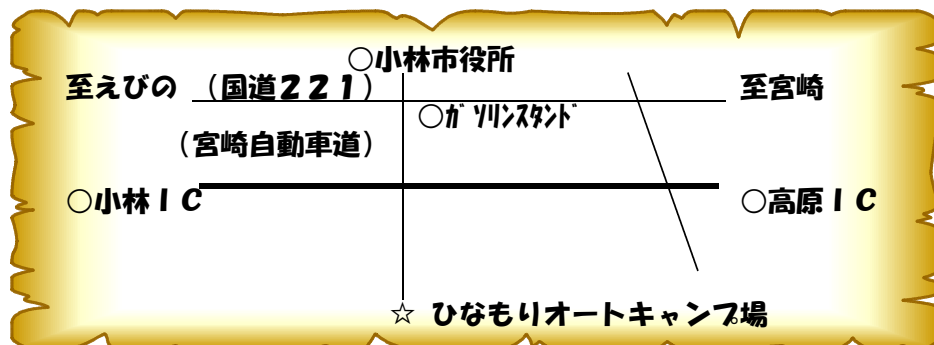 ○小林市役所
至えびの （国道２２１） 至宮崎
○ｶﾞｿﾘﾝｽﾀﾝﾄﾞ
（宮崎自動車道）
○小林ＩＣ ○高原ＩＣ
☆ ひなもりオートキャンプ場